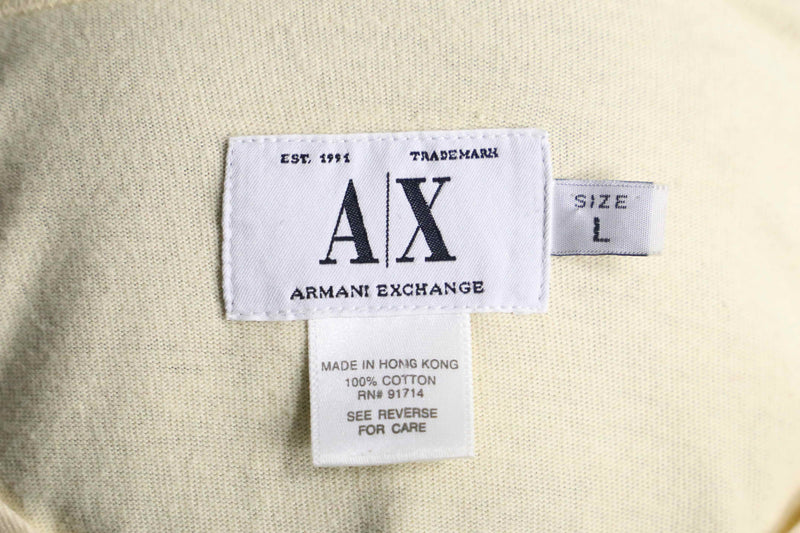 EST. 1991 TRADEMARK
A|X
ARMANI EXCHANGE
SIZE
L
MADE IN HONG KONG
100% COTTON
RN# 91714
SEE REVERSE
FOR CARE